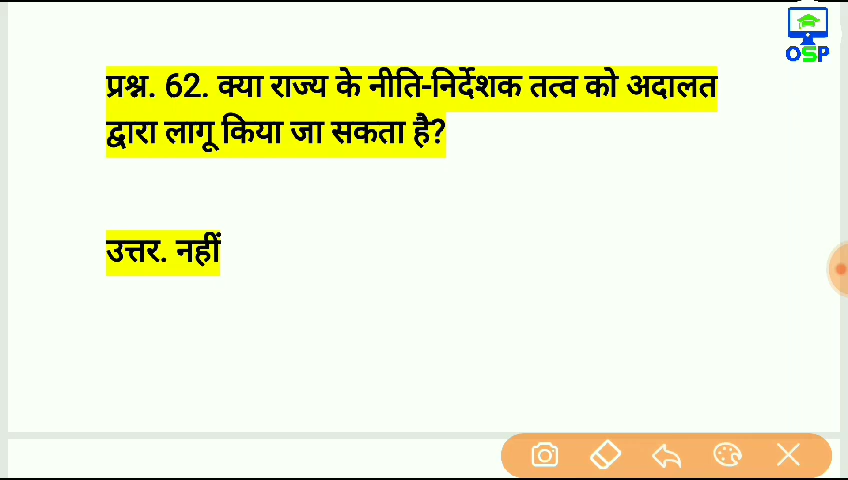 OSP
प्रश्न. 62. क्या राज्य के नीति-निर्देशक तत्व को अदालत
द्वारा लागू किया जा सकता है?
उत्तर. नहीं